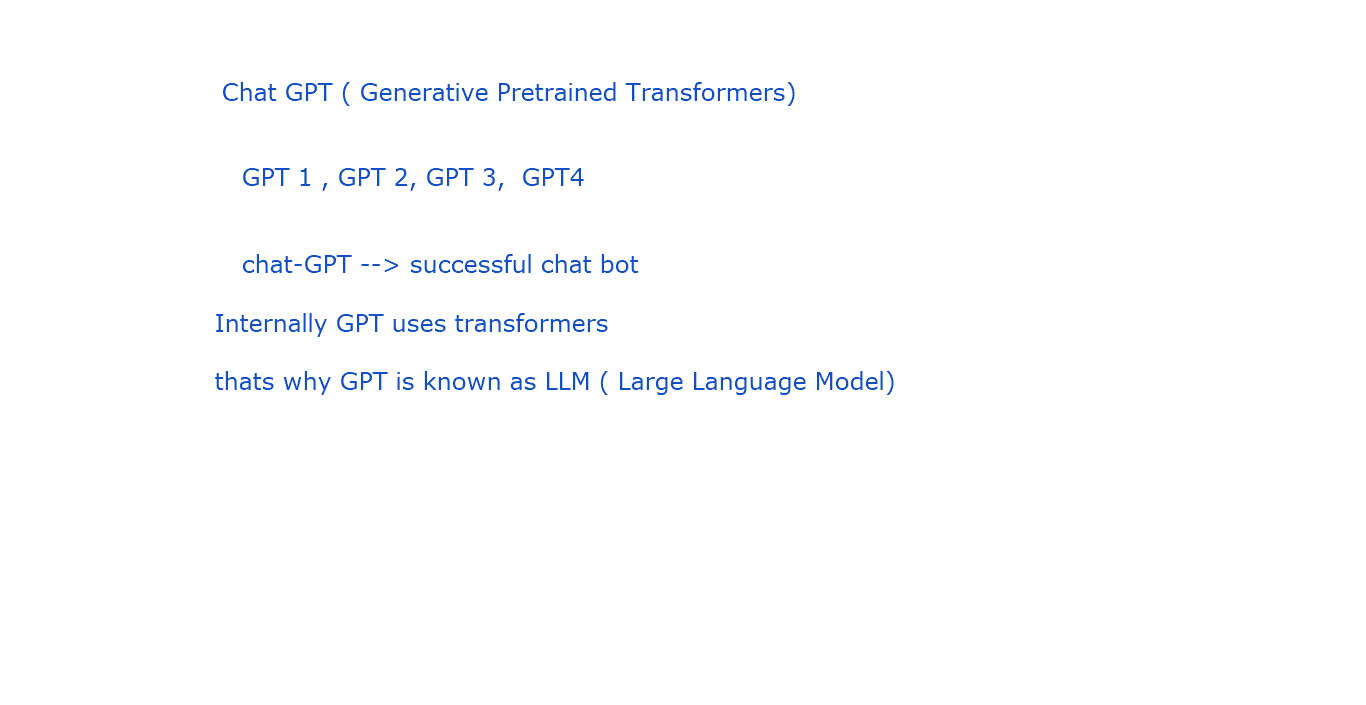 Chat GPT ( Generative Pretrained Transformers)
GPT 1 , GPT 2, GPT 3,  GPT4
chat-GPT --> successful chat bot
Internally GPT uses transformers
thats why GPT is known as LLM ( Large Language Model)